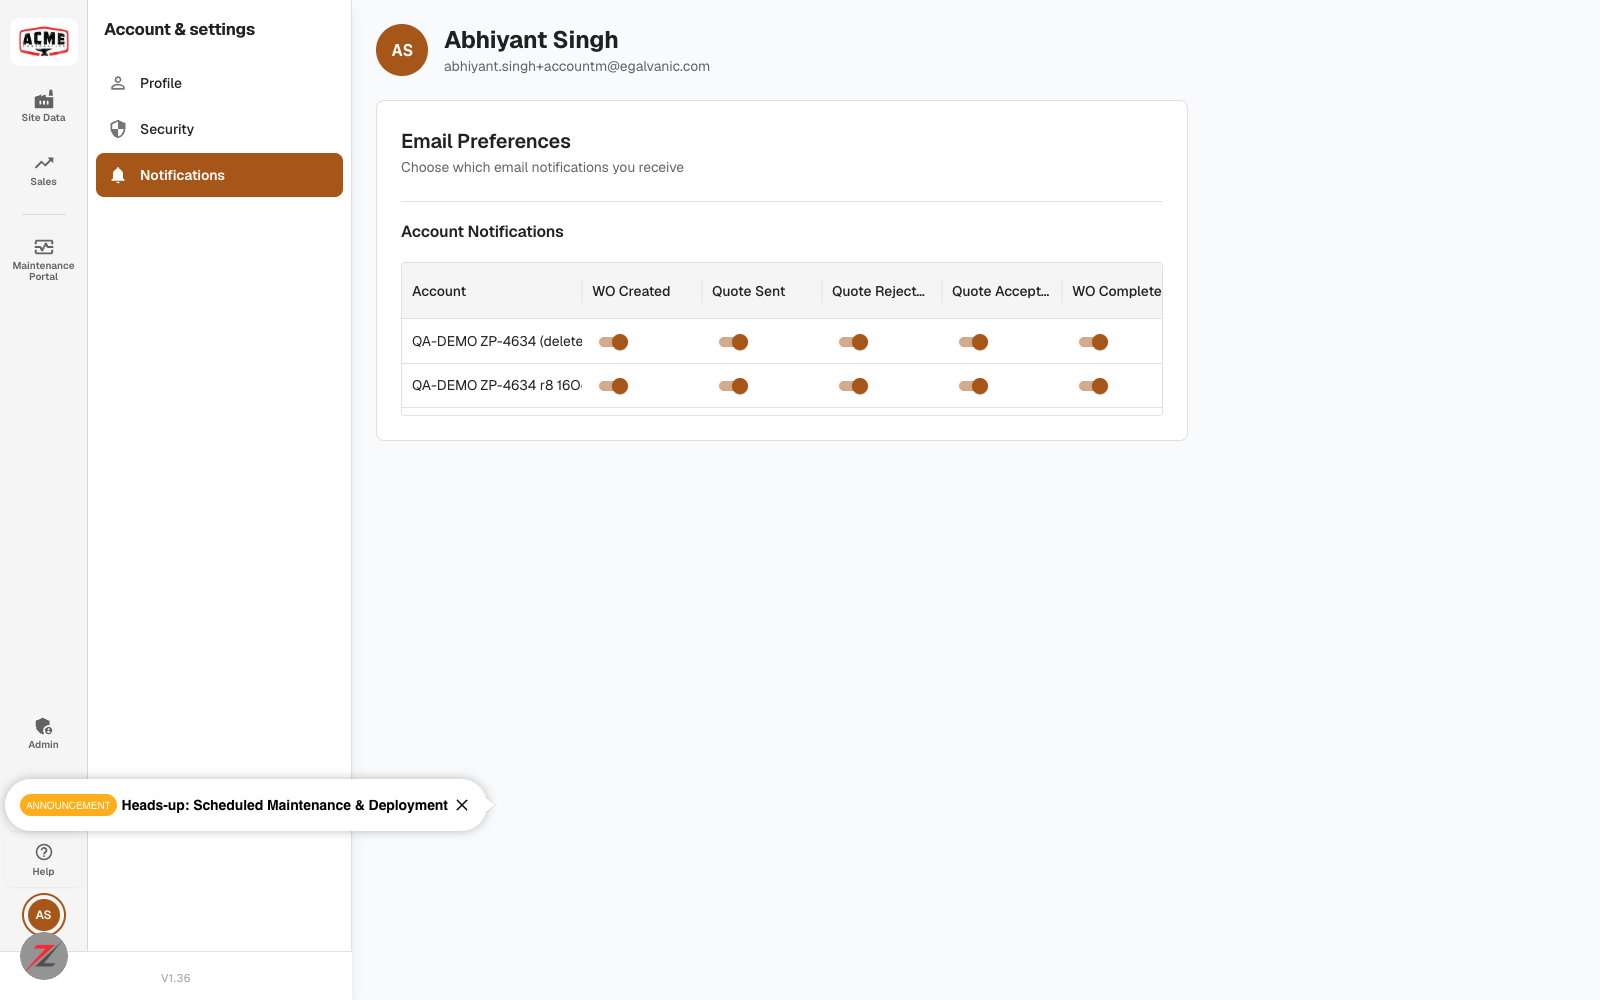 ACME
Site Data
Sales
Maintenance
Portal
Admin
Account & settings
Profile
Security
Notifications
AS
Abhiyant Singh
abhiyant.singh+accountm@egalvanic.com
Email Preferences
Choose which email notifications you receive
Account Notifications
Account WO Created Quote Sent Quote Reject... Quote Accept... WO Complete
QA-DEMO ZP-4634 (delete
QA-DEMO ZP-4634 r8 16O
ANNOUNCEMENT Heads-up: Scheduled Maintenance & Deployment
Help
AS
V1.36